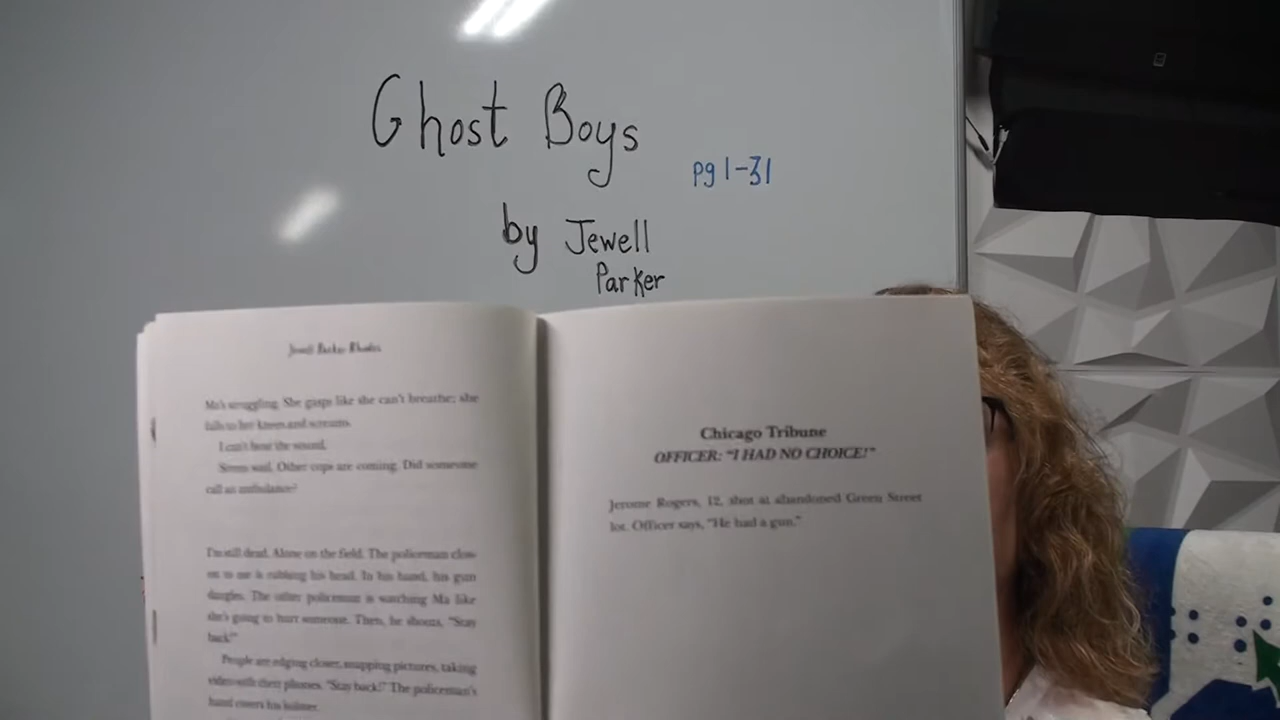 Ghost Boys
pg 1-31
by Jewell
Parker
Jewell Parker Rhodes
Ma's struggling. She gasps like she can't breathe; she
falls to her knees and screams.
I can't hear the sound.
Sirens wail. Other cops are coming. Did someone
call an ambulance?
I'm still dead. Alone on the field. The policeman clos-
est to me is rubbing his head. In his hand, his gun
dangles. The other policeman is watching Ma like
she's going to hurt someone. Then, he shouts, "Stay
back!"
People are edging closer, snapping pictures, taking
video with their phones. "Stay back!" The policeman's
hand covers his holster.
Chicago Tribune
OFFICER: "I HAD NO CHOICE!"
Jerome Rogers, 12, shot at abandoned Green Street
lot. Officer says, "He had a gun."